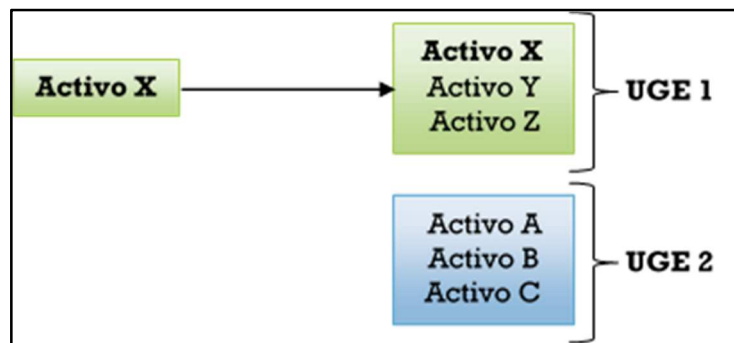 Activo X
Activo X
Activo Y
Activo Z
UGE 1
Activo A
Activo B
Activo C
UGE 2